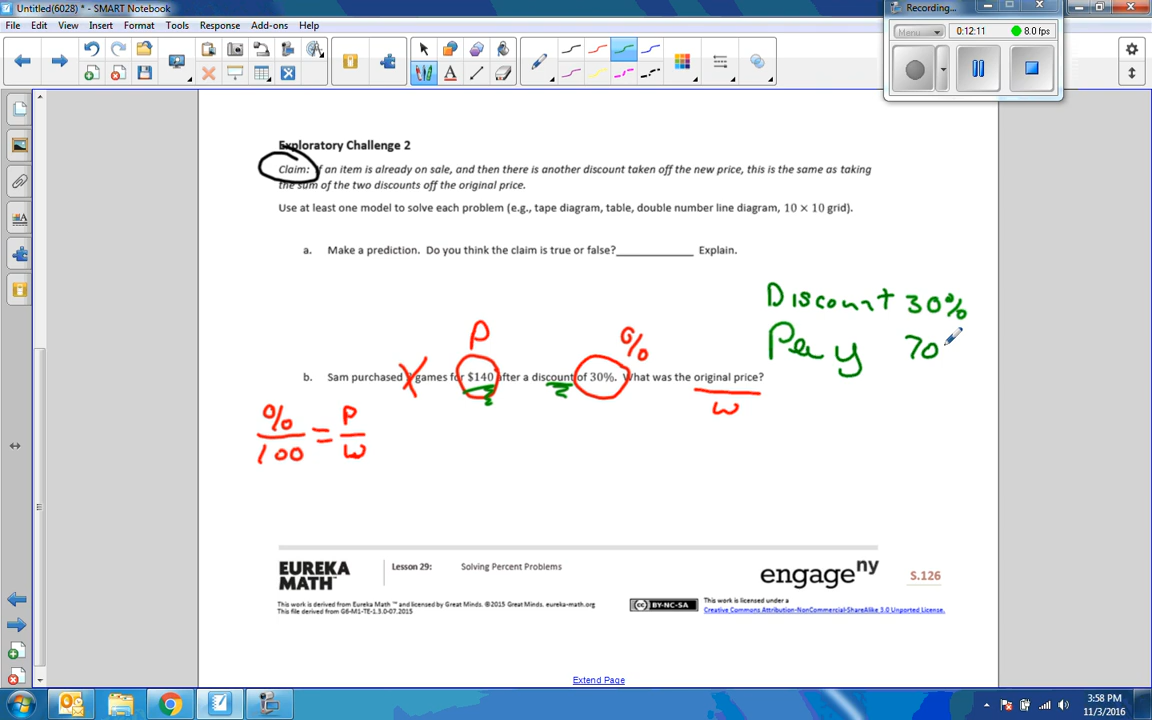 Untitled(6028) * - SMART Notebook
Recording...
File Edit View Insert Format Tools Response Add-ons Help
Menu 0:12:11 8.0 fps
Exploratory Challenge 2
Claim: If an item is already on sale, and then there is another discount taken off the new price, this is the same as taking
the sum of the two discounts off the original price.
Use at least one model to solve each problem (e.g., tape diagram, table, double number line diagram, 10 × 10 grid).
a. Make a prediction. Do you think the claim is true or false?____________ Explain.
Discount 30%
Pay 70
P %
b. Sam purchased games for $140 after a discount of 30%. What was the original price?
w
% = P
100 w
EUREKA MATH™
Lesson 29: Solving Percent Problems
engageny S.126
This work is derived from Eureka Math ™ and licensed by Great Minds. ©2015 Great Minds. eureka-math.org
This file derived from G6-M1-TE-1.3.0-07.2015
(cc) BY-NC-SA
This work is licensed under a
Creative Commons Attribution-NonCommercial-ShareAlike 3.0 Unported License.
Extend Page
3:58 PM
11/3/2016